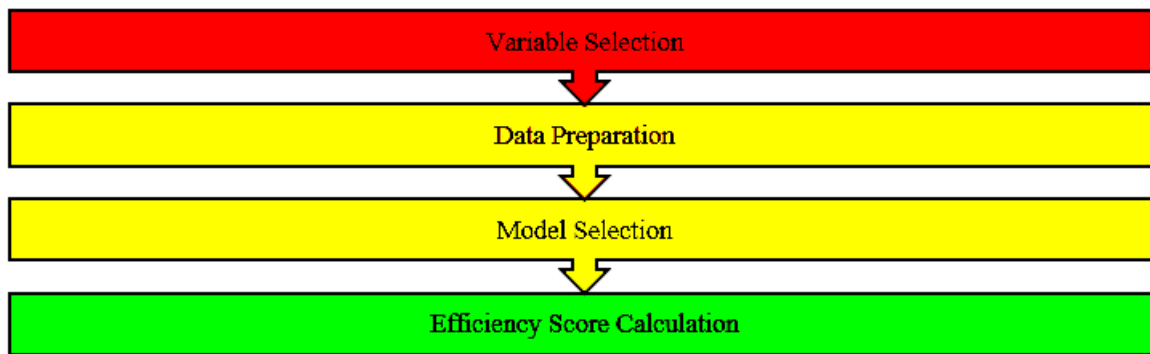 Variable Selection
Data Preparation
Model Selection
Efficiency Score Calculation